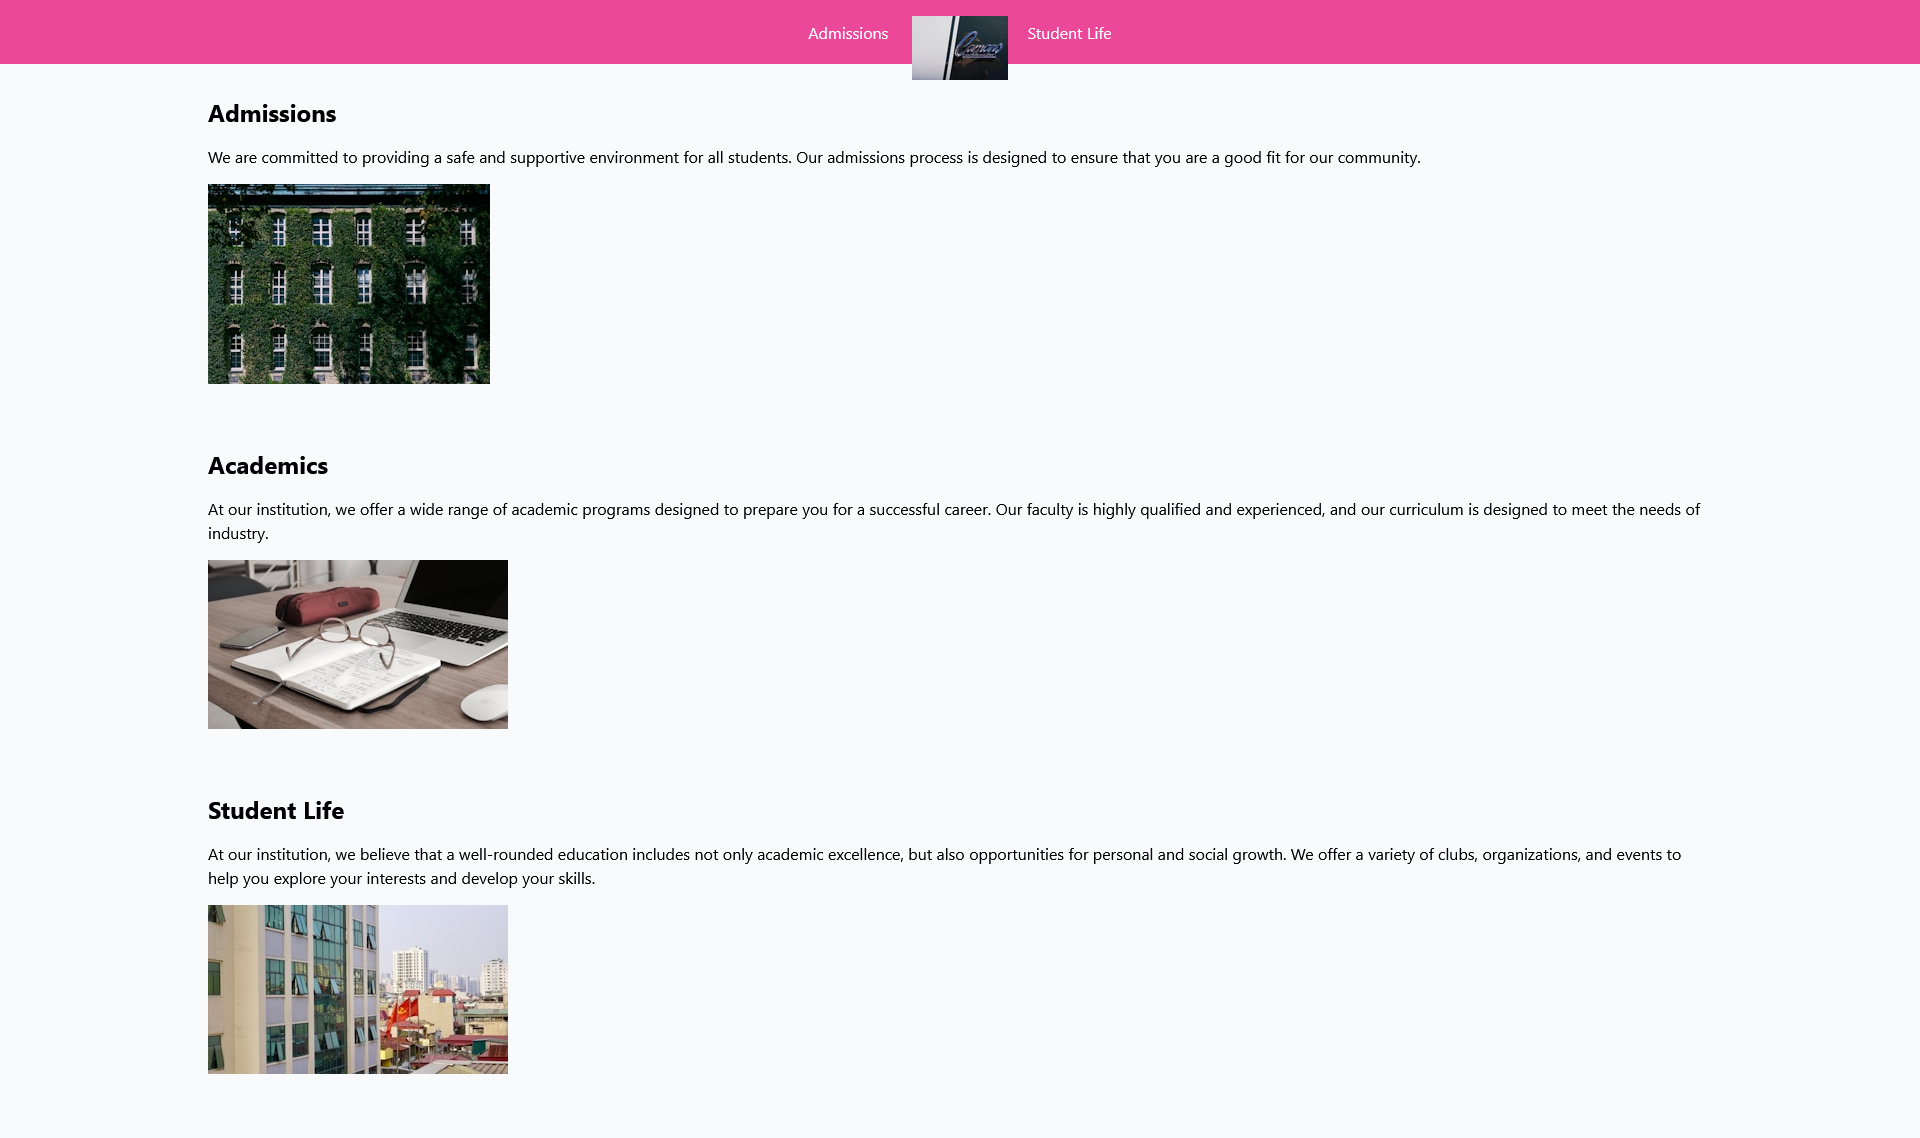 Admissions
Camaro
Student Life
Admissions
We are committed to providing a safe and supportive environment for all students. Our admissions process is designed to ensure that you are a good fit for our community.
Academics
At our institution, we offer a wide range of academic programs designed to prepare you for a successful career. Our faculty is highly qualified and experienced, and our curriculum is designed to meet the needs of
industry.
Student Life
At our institution, we believe that a well-rounded education includes not only academic excellence, but also opportunities for personal and social growth. We offer a variety of clubs, organizations, and events to
help you explore your interests and develop your skills.